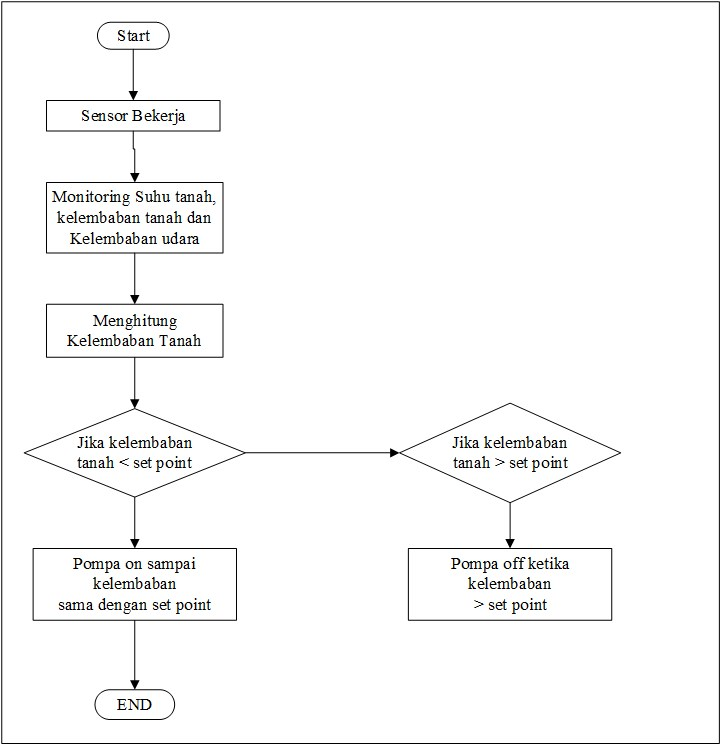 Start
Sensor Bekerja
Monitoring Suhu tanah,
kelembaban tanah dan
Kelembaban udara
Menghitung
Kelembaban Tanah
Jika kelembaban
tanah < set point
Jika kelembaban
tanah > set point
Pompa on sampai
kelembaban
sama dengan set point
Pompa off ketika
kelembaban
> set point
END